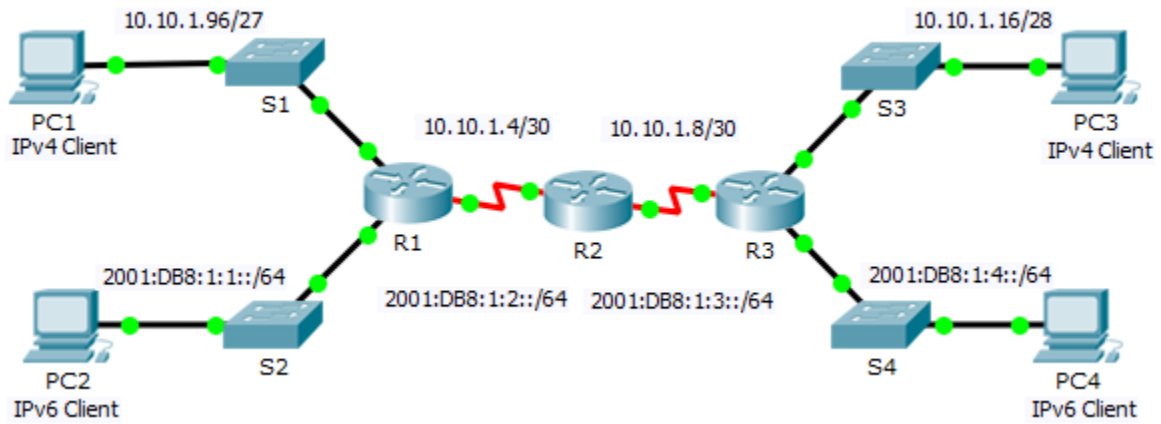 10.10.1.96/27
10.10.1.16/28
S1
S3
PC1
IPv4 Client
PC3
IPv4 Client
10.10.1.4/30
10.10.1.8/30
R1
R2
R3
2001:DB8:1:1::/64
2001:DB8:1:4::/64
2001:DB8:1:2::/64
2001:DB8:1:3::/64
S2
S4
PC2
IPv6 Client
PC4
IPv6 Client